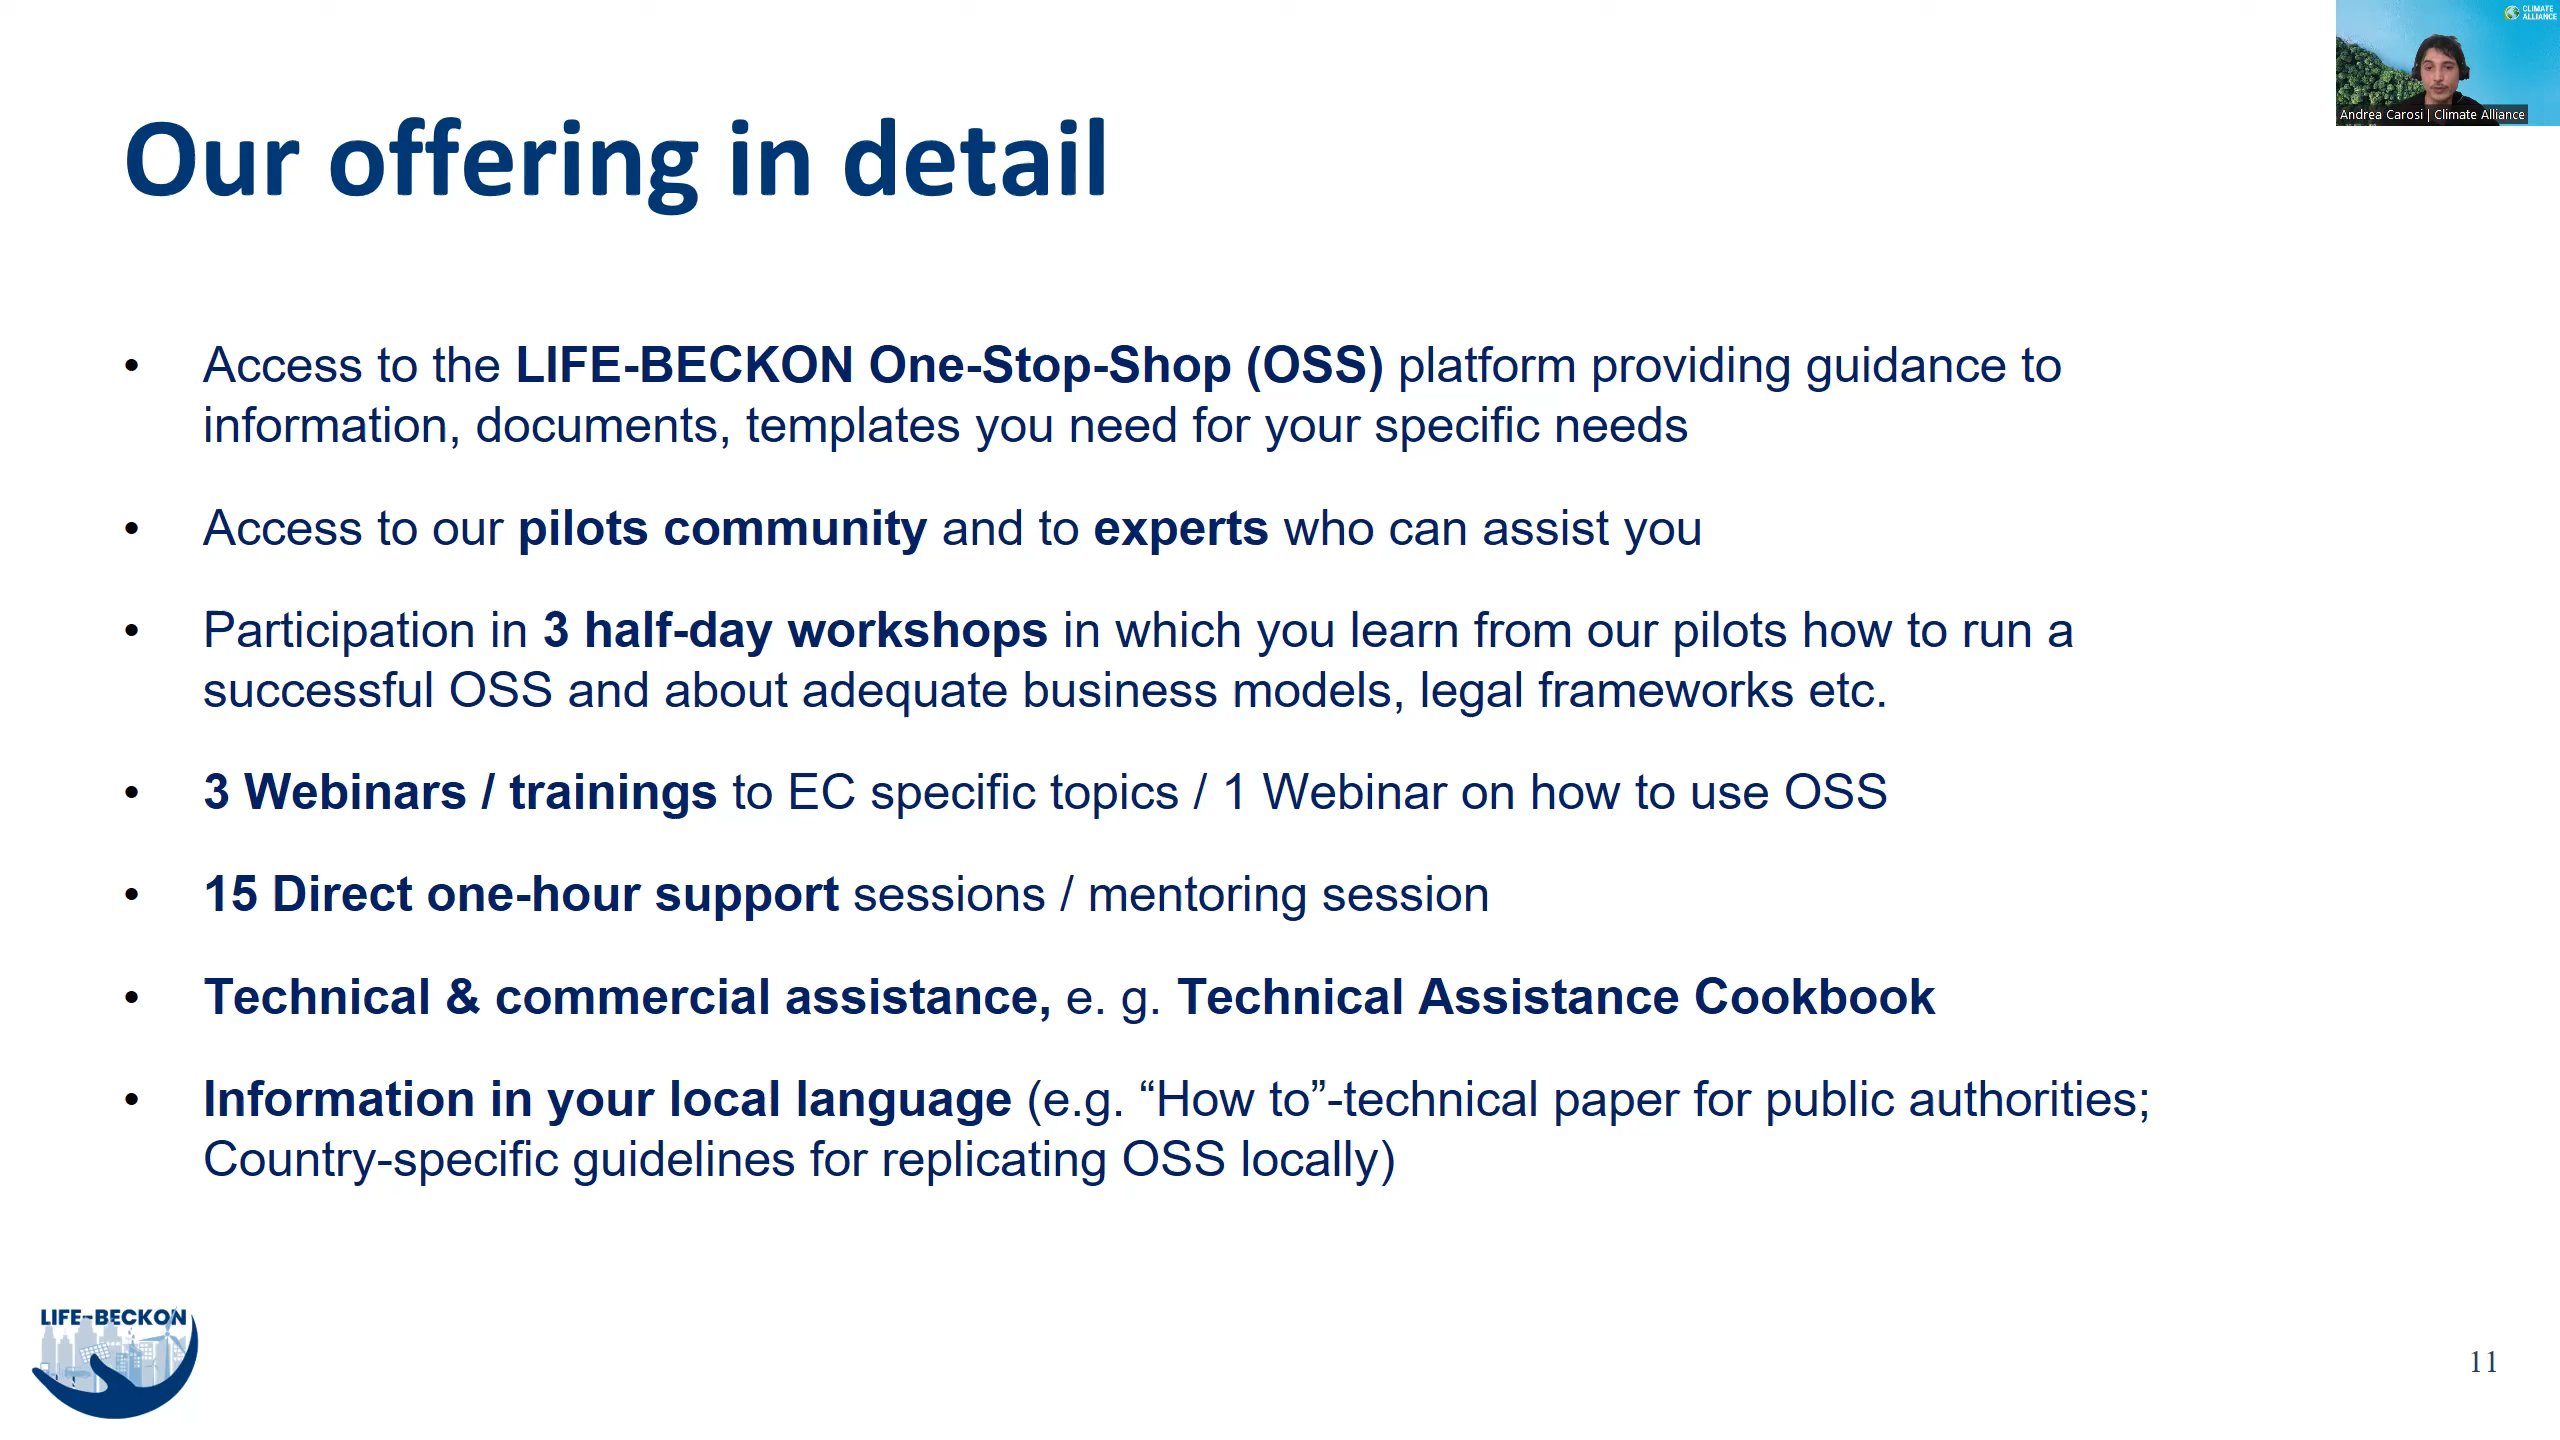 CLIMATE
ALLIANCE
Andrea Carosi | Climate Alliance
Our offering in detail
• Access to the LIFE-BECKON One-Stop-Shop (OSS) platform providing guidance to
information, documents, templates you need for your specific needs
• Access to our pilots community and to experts who can assist you
• Participation in 3 half-day workshops in which you learn from our pilots how to run a
successful OSS and about adequate business models, legal frameworks etc.
• 3 Webinars / trainings to EC specific topics / 1 Webinar on how to use OSS
• 15 Direct one-hour support sessions / mentoring session
• Technical & commercial assistance, e. g. Technical Assistance Cookbook
• Information in your local language (e.g. “How to”-technical paper for public authorities;
Country-specific guidelines for replicating OSS locally)
LIFE-BECKON
11